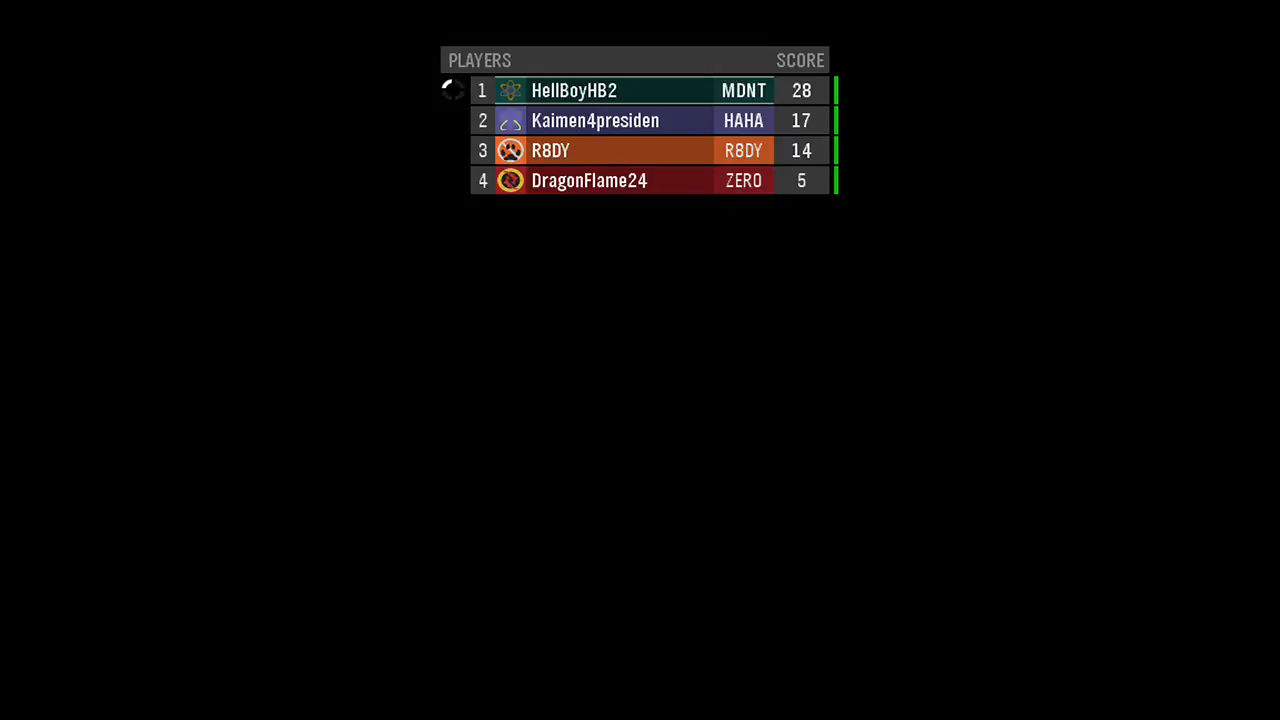 PLAYERS SCORE
1 HellBoyHB2 MDNT 28
2 Kaimen4presiden HAHA 17
3 R8DY R8DY 14
4 DragonFlame24 ZERO 5